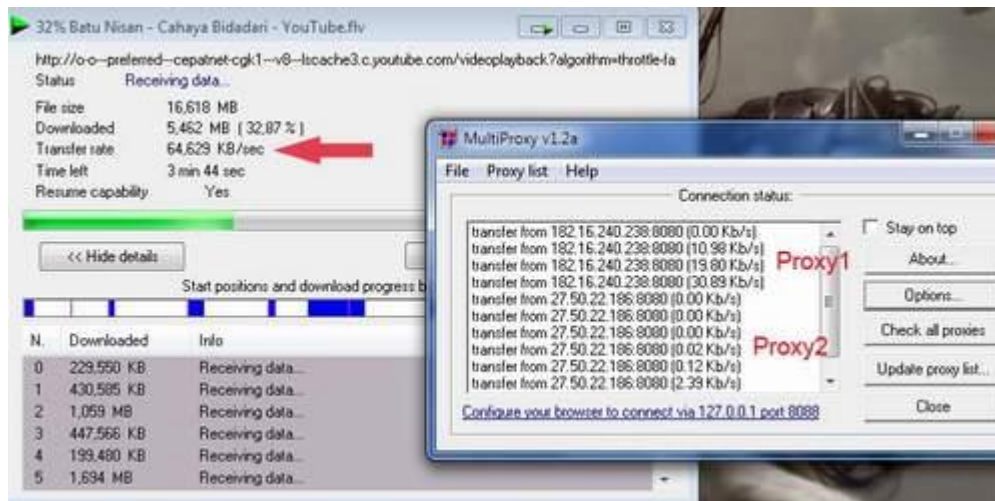 32% Batu Nisan - Cahaya Bidadari - YouTube.flv
http://o-o--preferred--cepatnet-cgk1--v8--lscache3.c.youtube.com/videoplayback?algorithm=throttle-fa
Status Receiving data...
File size 16,618 MB
Downloaded 5,462 MB ( 32,87 % )
Transfer rate 64,629 KB/sec
Time left 3 min 44 sec
Resume capability Yes
<< Hide details
Start positions and download progress b
N. Downloaded Info
0 229,550 KB Receiving data...
1 430,585 KB Receiving data...
2 1,059 MB Receiving data...
3 447,566 KB Receiving data...
4 199,480 KB Receiving data...
5 1,694 MB Receiving data...
MultiProxy v1.2a
File Proxy list Help
Connection status:
transfer from 182.16.240.238:8080 (0.00 Kb/s)
transfer from 182.16.240.238:8080 (10.98 Kb/s)
transfer from 182.16.240.238:8080 (19.80 Kb/s)
transfer from 182.16.240.238:8080 (30.89 Kb/s)
Proxy1
transfer from 27.50.22.186:8080 (0.00 Kb/s)
transfer from 27.50.22.186:8080 (0.00 Kb/s)
transfer from 27.50.22.186:8080 (0.00 Kb/s)
transfer from 27.50.22.186:8080 (0.02 Kb/s)
Proxy2
transfer from 27.50.22.186:8080 (0.12 Kb/s)
transfer from 27.50.22.186:8080 (2.39 Kb/s)
Configure your browser to connect via 127.0.0.1 port 8088
Stay on top
About...
Options...
Check all proxies
Update proxy list...
Close